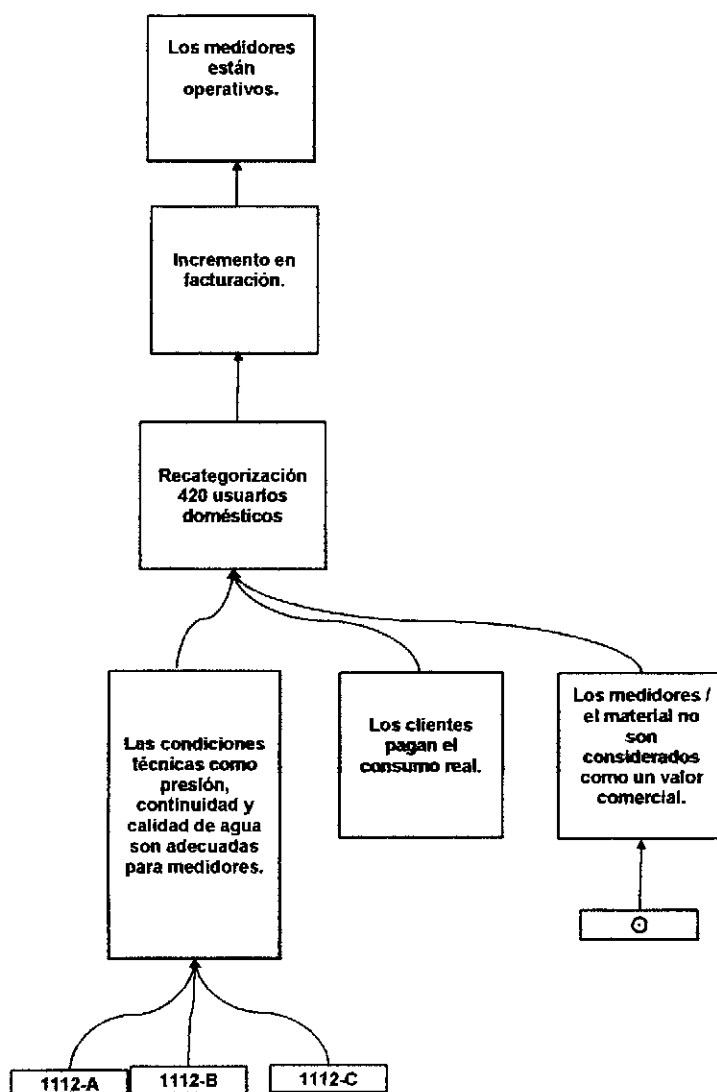 Los medidores
están
operativos.
Incremento en
facturación.
Recategorización
420 usuarios
domésticos
Las condiciones
técnicas como
presión,
continuidad y
calidad de agua
son adecuadas
para medidores.
Los clientes
pagan el
consumo real.
Los medidores /
el material no
son
considerados
como un valor
comercial.
1112-A
1112-B
1112-C